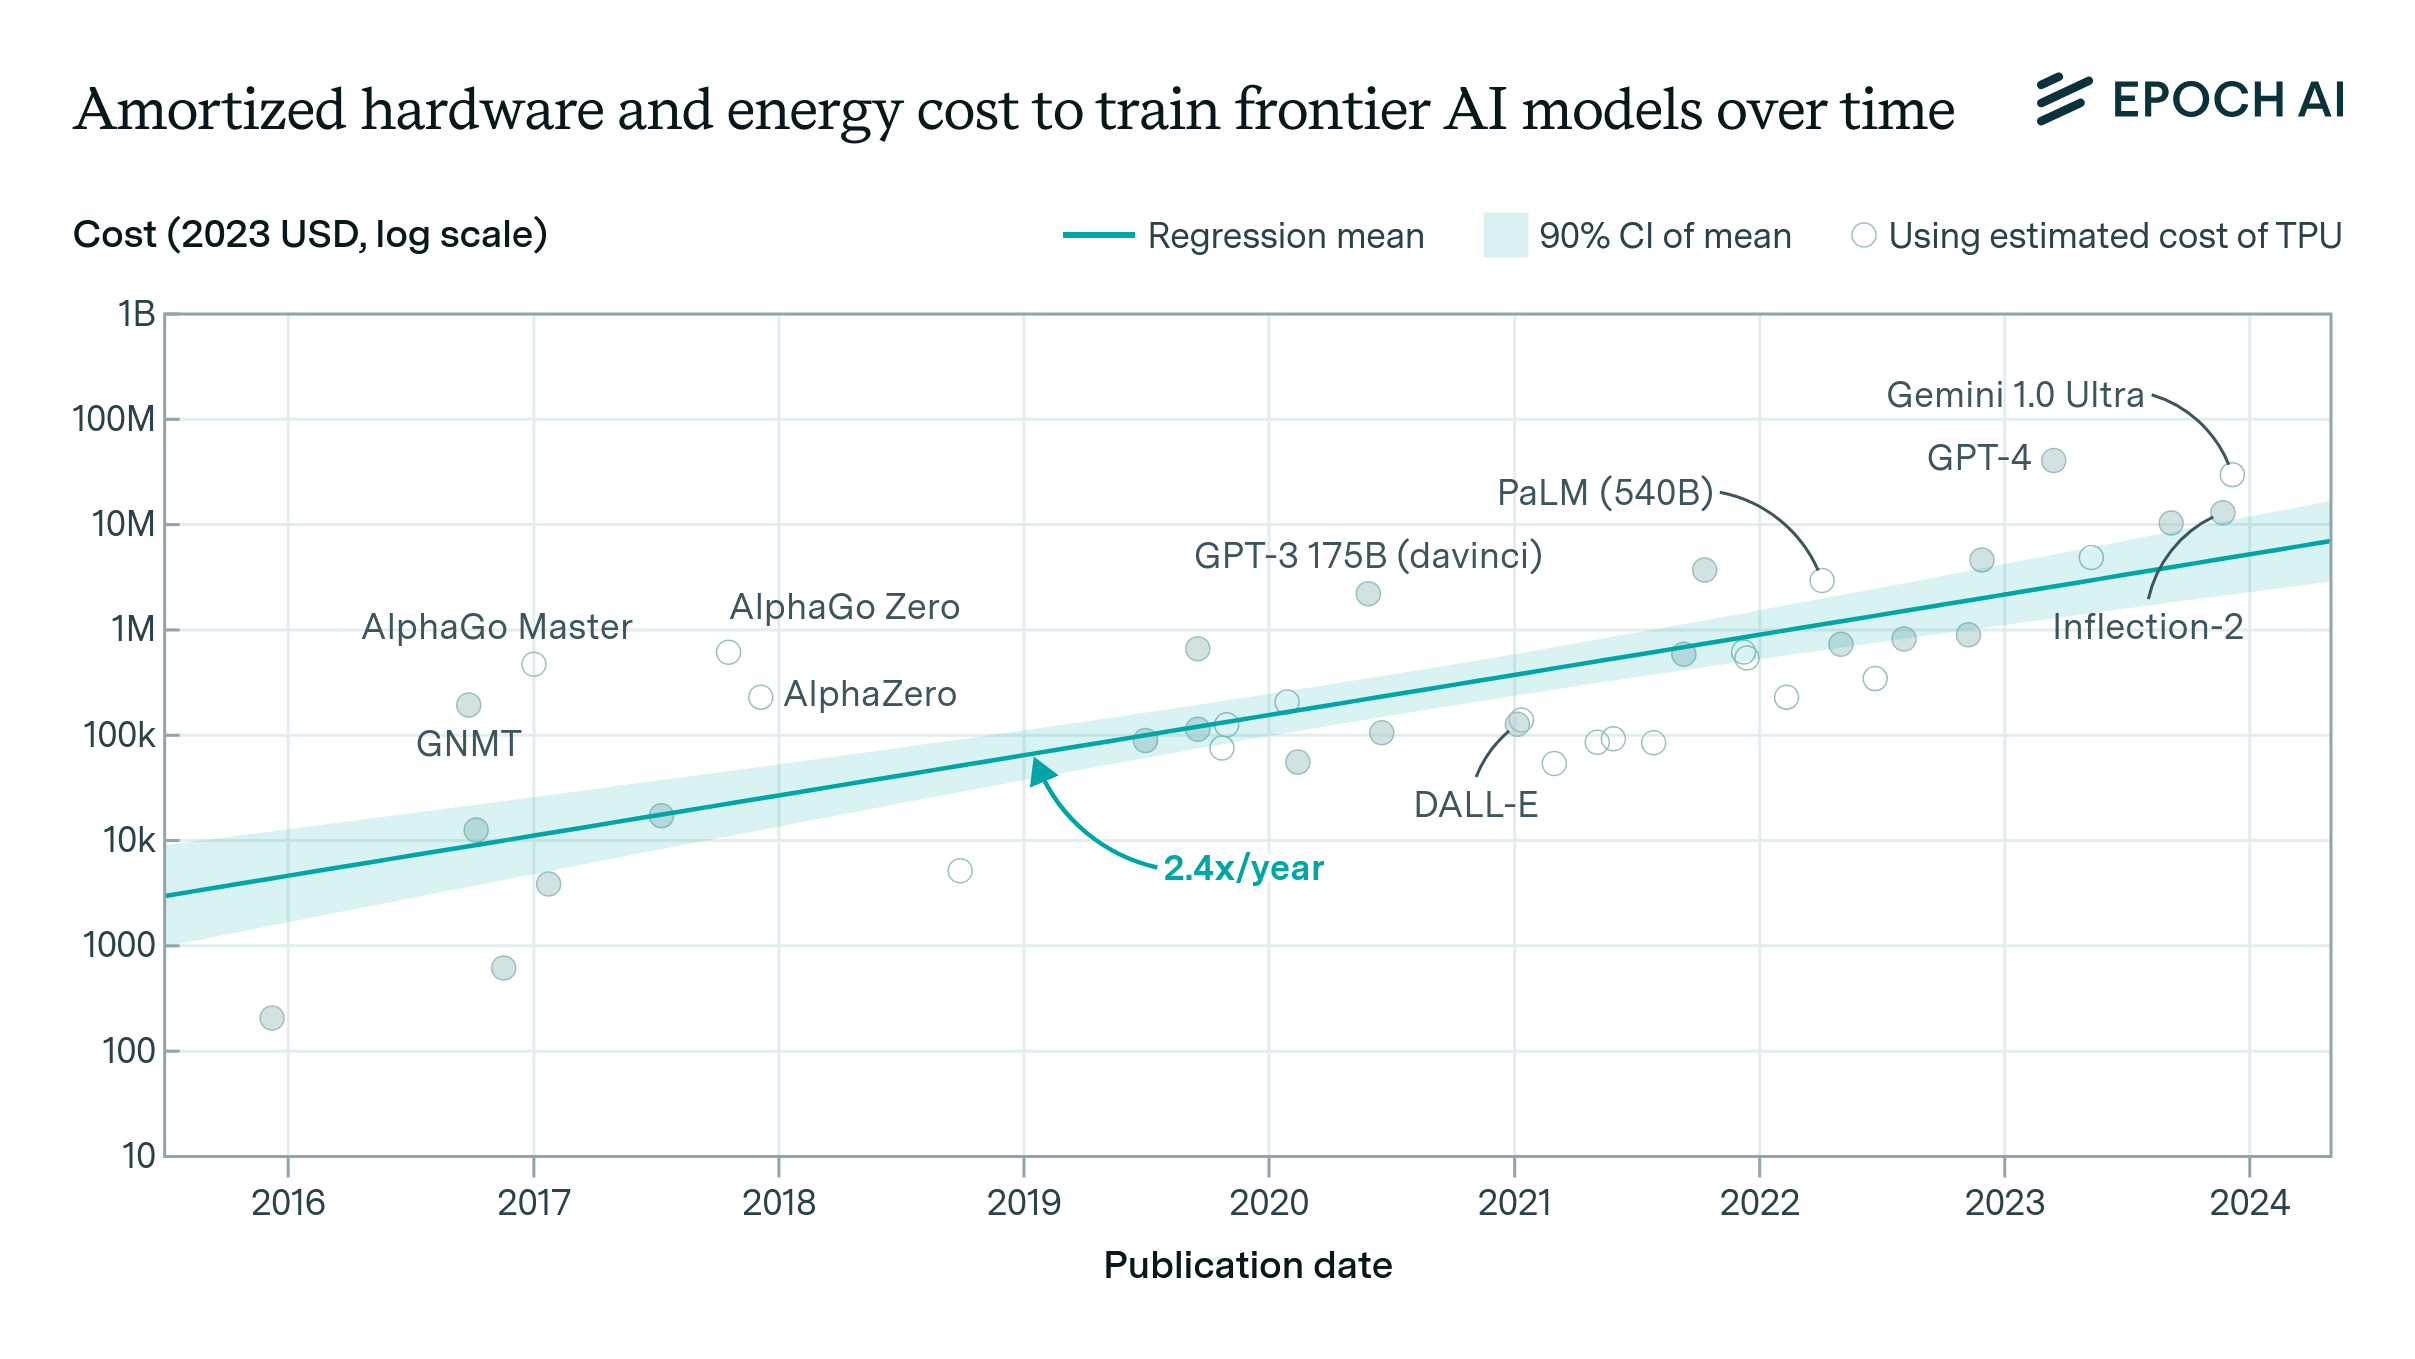 Amortized hardware and energy cost to train frontier AI models over time
EPOCH AI
Cost (2023 USD, log scale)
Regression mean
90% CI of mean
Using estimated cost of TPU
1B
100M
10M
1M
100k
10k
1000
100
10
Gemini 1.0 Ultra
GPT-4
PaLM (540B)
GPT-3 175B (davinci)
AlphaGo Zero
AlphaGo Master
Inflection-2
AlphaZero
GNMT
DALL-E
2.4x/year
2016
2017
2018
2019
2020
2021
2022
2023
2024
Publication date